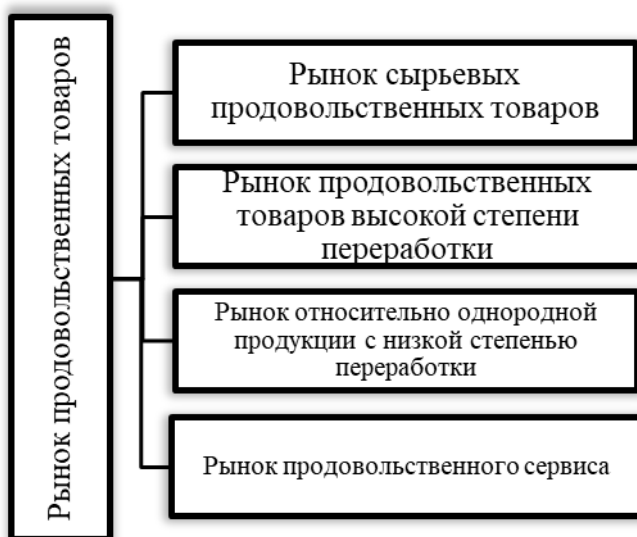 Рынок продовольственных товаров
Рынок сырьевых
продовольственных товаров
Рынок продовольственных
товаров высокой степени
переработки
Рынок относительно однородной
продукции с низкой степенью
переработки
Рынок продовольственного сервиса